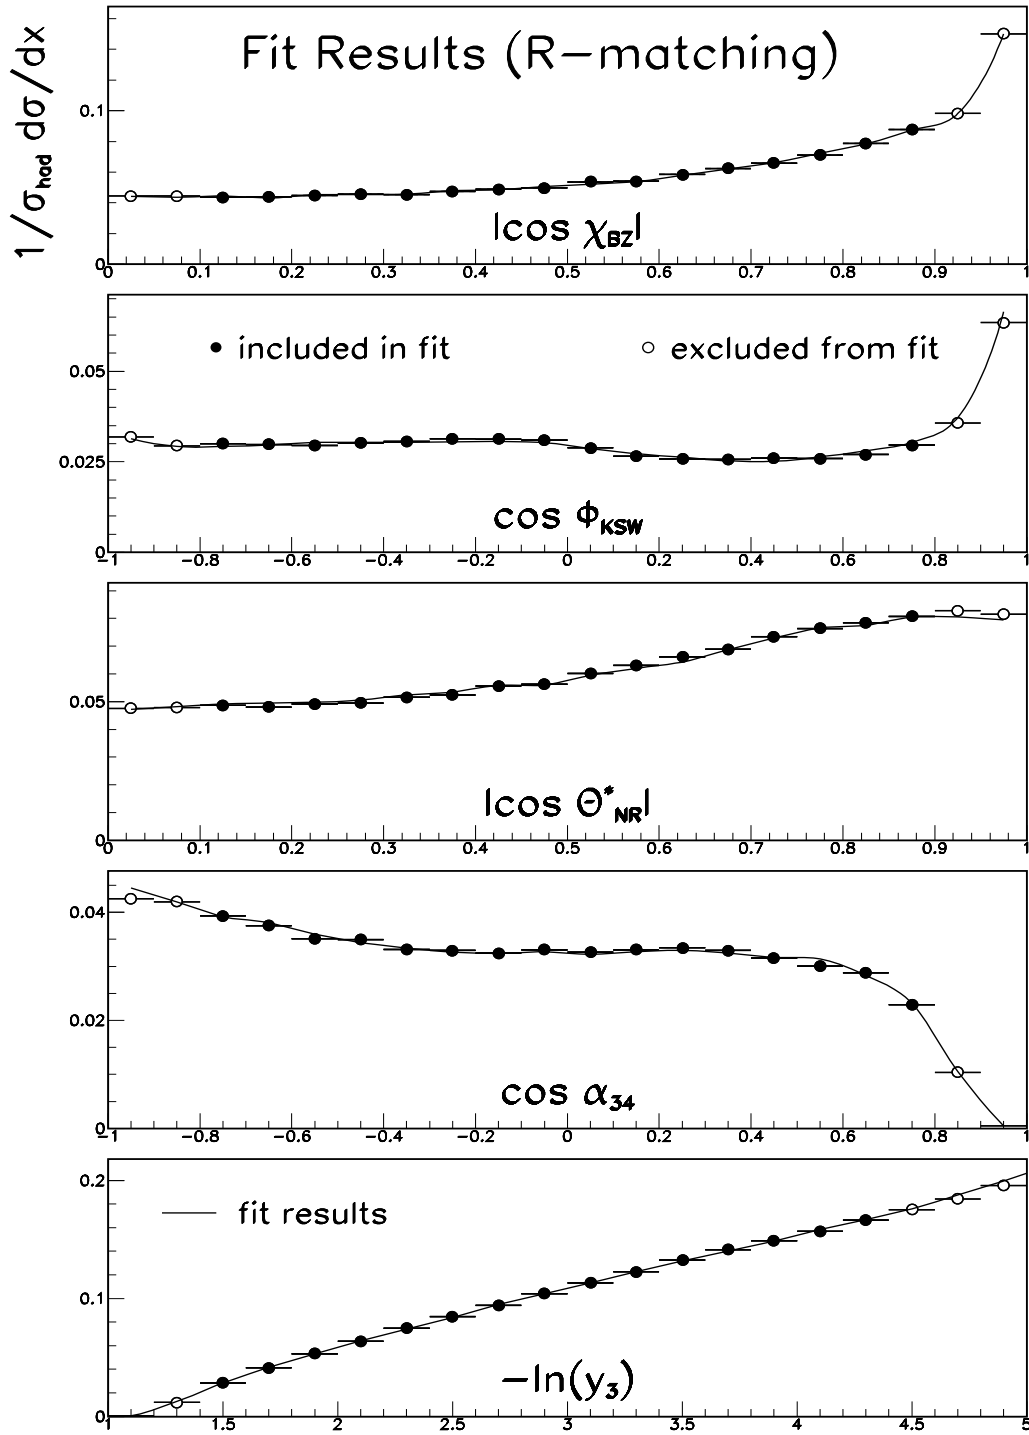 Fit Results (R−matching)
1/σhad dσ/dx
0.1
0
|cos χBZ|
0 0.1 0.2 0.3 0.4 0.5 0.6 0.7 0.8 0.9 1
included in fit excluded from fit
0.05
0.025
cos ΦKSW
0
−1 −0.8 −0.6 −0.4 −0.2 0 0.2 0.4 0.6 0.8 1
0.05
|cos Θ*NR|
0
0 0.1 0.2 0.3 0.4 0.5 0.6 0.7 0.8 0.9 1
0.04
0.02
cos α34
0
−1 −0.8 −0.6 −0.4 −0.2 0 0.2 0.4 0.6 0.8 1
0.2
fit results
0.1
−ln(y3)
0
1 1.5 2 2.5 3 3.5 4 4.5 5